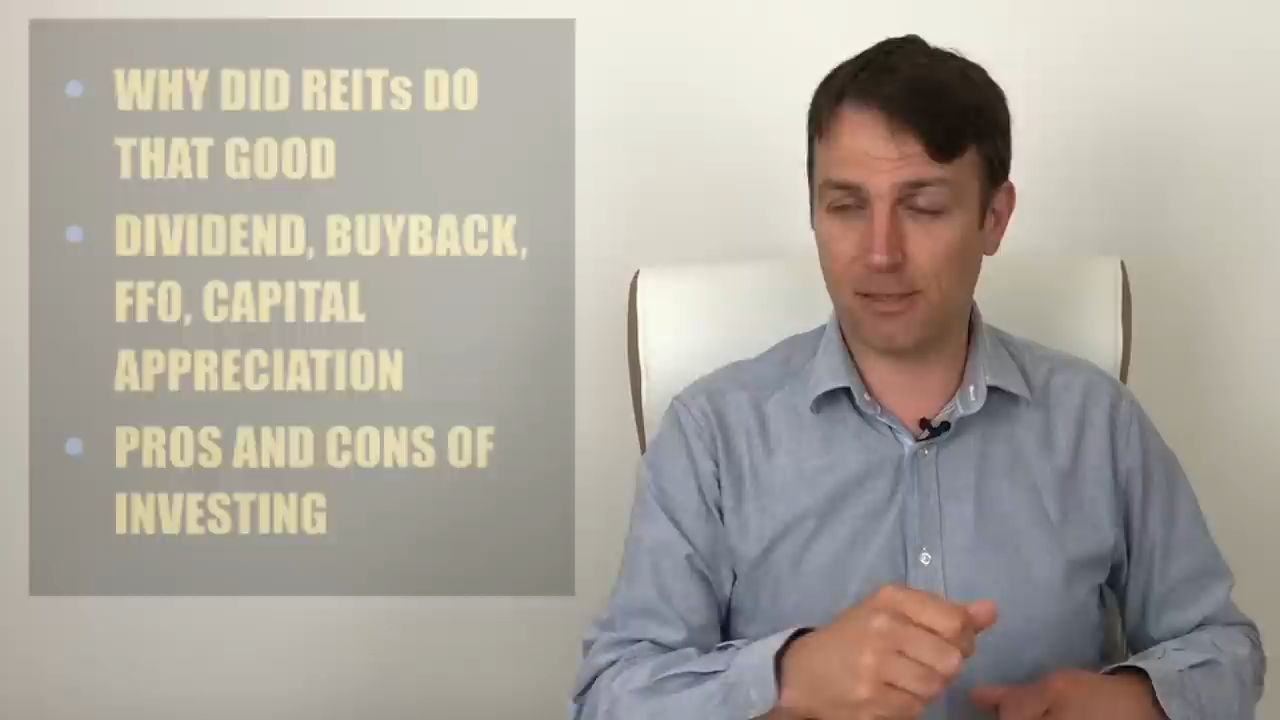 WHY DID REITs DO
THAT GOOD
DIVIDEND, BUYBACK,
FFO, CAPITAL
APPRECIATION
PROS AND CONS OF
INVESTING